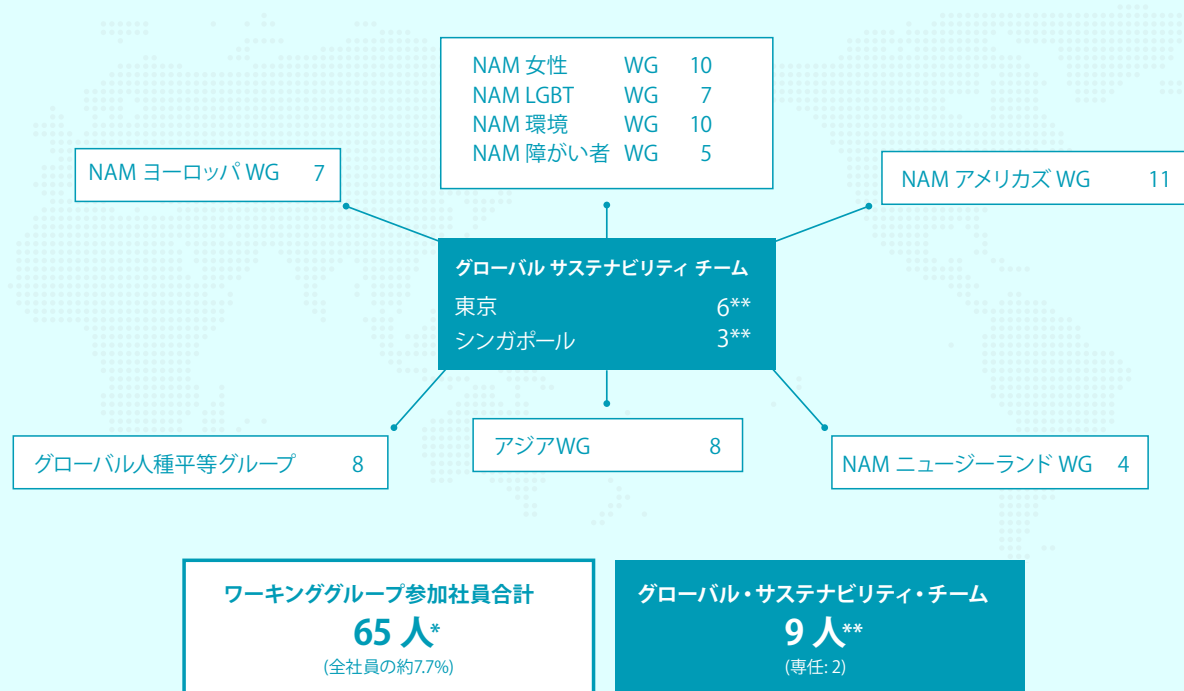 NAM 女性 WG 10
NAM LGBT WG 7
NAM 環境 WG 10
NAM 障がい者 WG 5
NAM ヨーロッパ WG 7
NAM アメリカズ WG 11
グローバル サステナビリティ チーム
東京 6**
シンガポール 3**
グローバル人種平等グループ 8
アジアWG 8
NAM ニュージーランド WG 4
ワーキンググループ参加社員合計
65 人*
(全社員の約7.7%)
グローバル・サステナビリティ・チーム
9 人**
(専任: 2)